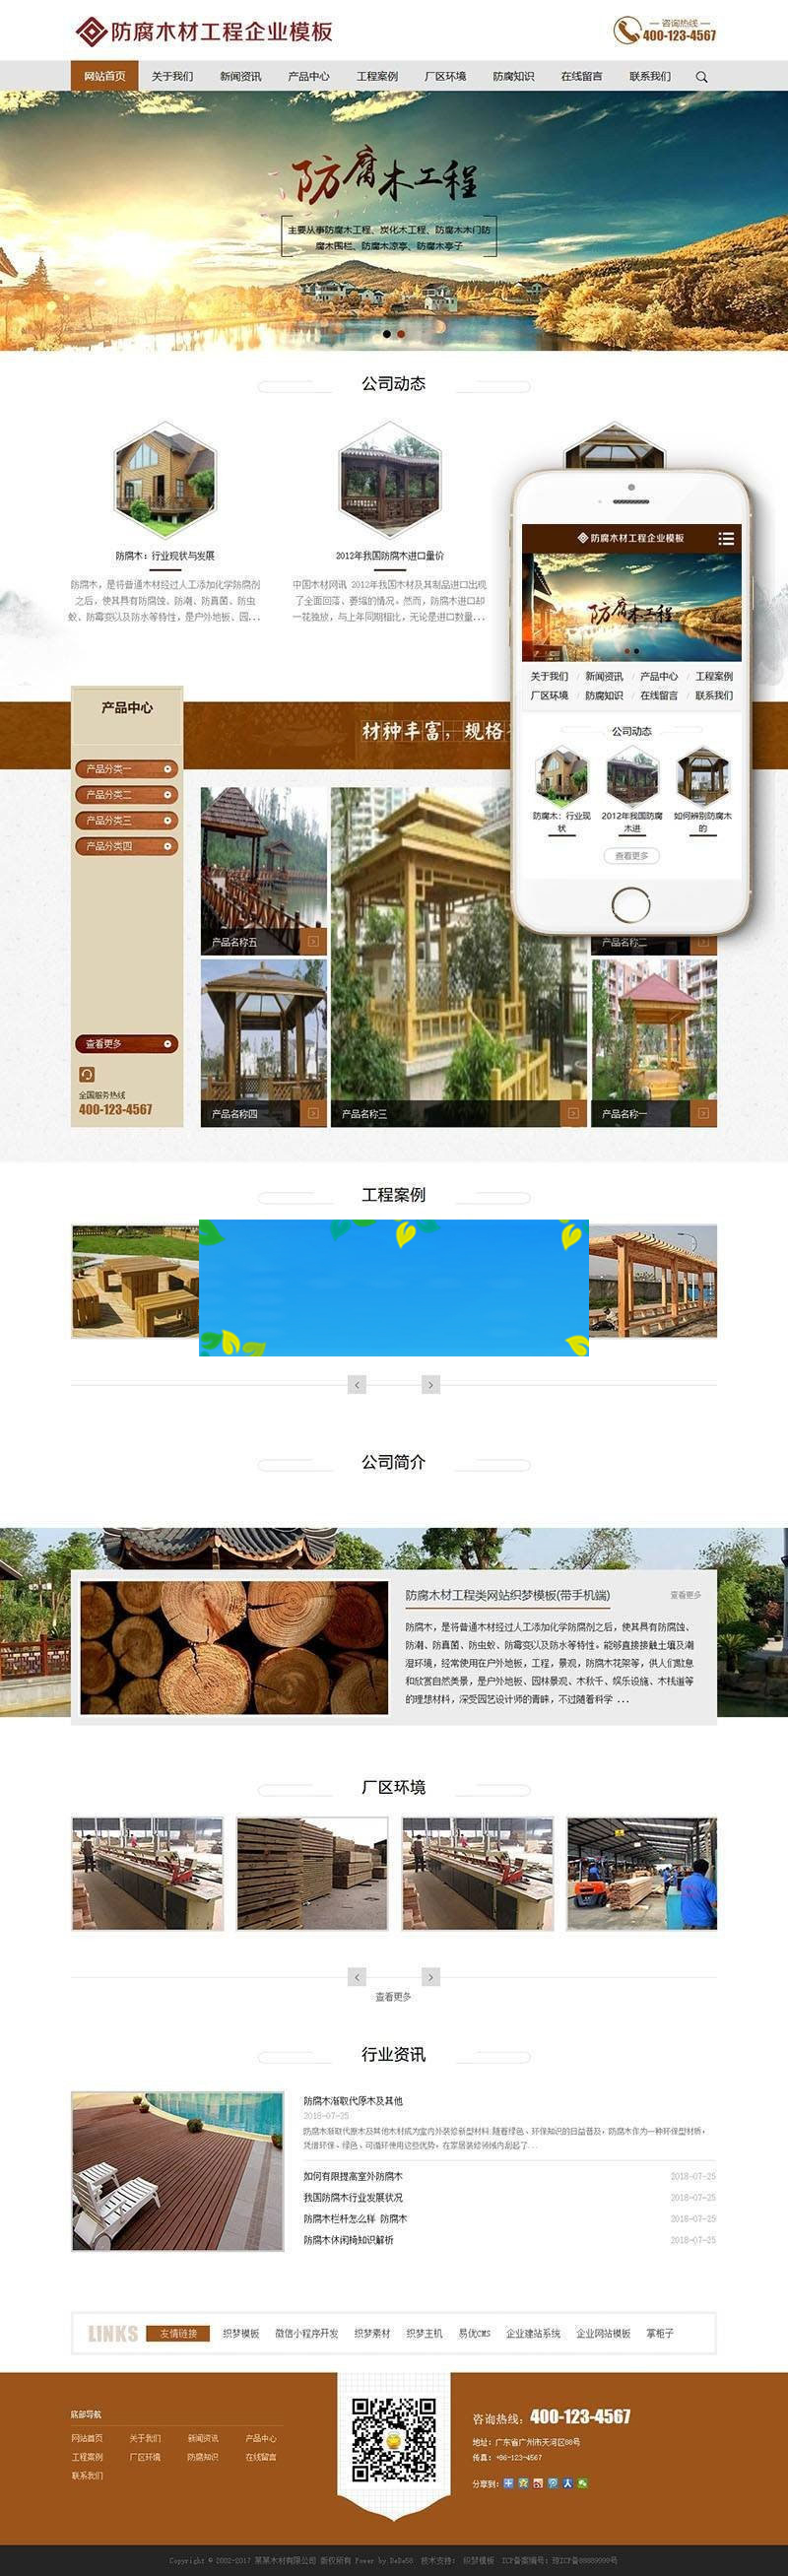 防腐木材工程企业模板
咨询热线
400-123-4567
网站首页 关于我们 新闻资讯 产品中心 工程案例 厂区环境 防腐知识 在线留言 联系我们
防腐木工程
主要从事防腐木工程、炭化木工程、防腐木木门防
腐木围栏、防腐木凉亭、防腐木亭子
公司动态
防腐木：行业现状与发展
防腐木，是将普通木材经过人工添加化学防腐剂
之后，使其具有防腐蚀、防潮、防真菌、防虫
蚁、防霉变以及防水等特性，是户外地板、园...
2012年我国防腐木进口量价
中国木材网讯 2012年我国木材及其制品进口出现
了全面回落、萎缩的情况。然而，防腐木进口却
一花独放，与上年同期相比，无论是进口数量...
防腐木材工程企业模板
防腐木工程
关于我们 / 新闻资讯 / 产品中心 / 工程案例
厂区环境 / 防腐知识 / 在线留言 / 联系我们
公司动态
防腐木：行业现
状
2012年我国防腐
木进
如何辨别防腐木
的
查看更多
产品中心
材种丰富，规格
产品分类一
产品分类二
产品分类三
产品分类四
查看更多
全国服务热线
400-123-4567
产品名称五
产品名称二
产品名称四
产品名称三
产品名称一
工程案例
公司简介
防腐木材工程类网站织梦模板(带手机端)
查看更多
防腐木，是将普通木材经过人工添加化学防腐剂之后，使其具有防腐蚀、
防潮、防真菌、防虫蚁、防霉变以及防水等特性。能够直接接触土壤及潮
湿环境，经常使用在户外地板，工程，景观，防腐木花架等，供人们歇息
和欣赏自然美景，是户外地板、园林景观、木秋千、娱乐设施、木栈道等
的理想材料，深受园艺设计师的青睐，不过随着科学 ...
厂区环境
查看更多
行业资讯
防腐木渐取代原木及其他
2018-07-25
防腐木渐取代原木及其他木材成为室内外装修新型材料.随着绿色、环保知识的日益普及，防腐木作为一种环保型材质，
凭借环保、绿色、可循环使用这些优势，在家居装修领域内刮起了...
如何有限提高室外防腐木 2018-07-25
我国防腐木行业发展状况 2018-07-25
防腐木栏杆怎么样 防腐木 2018-07-25
防腐木休闲椅知识解析 2018-07-25
LINKS 友情链接 织梦模板 微信小程序开发 织梦素材 织梦主机 易优CMS 企业建站系统 企业网站模板 掌柜子
底部导航
网站首页 关于我们 新闻资讯 产品中心
工程案例 厂区环境 防腐知识 在线留言
联系我们
咨询热线：400-123-4567
地址：广东省广州市天河区88号
传真：+86-123-4567
分享到：
Copyright © 2002-2017 某某木材有限公司 版权所有 Power by DeDe58 技术支持： 织梦模板 ICP备案编号：琼ICP备88889999号